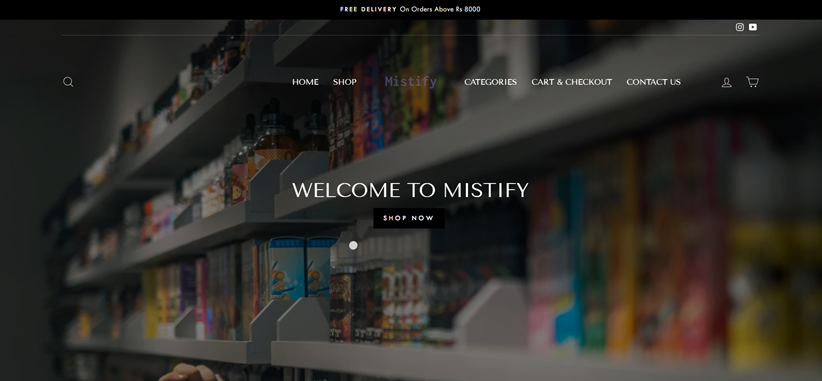 FREE DELIVERY On Orders Above Rs 8000
HOME SHOP Mistify CATEGORIES CART & CHECKOUT CONTACT US
WELCOME TO MISTIFY
SHOP NOW